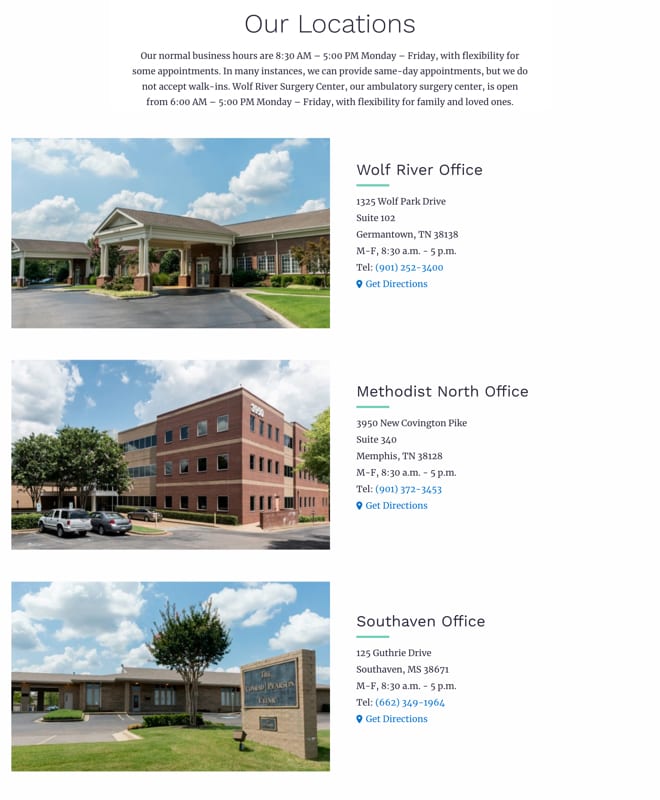 Our Locations
Our normal business hours are 8:30 AM – 5:00 PM Monday – Friday, with flexibility for
some appointments. In many instances, we can provide same-day appointments, but we do
not accept walk-ins. Wolf River Surgery Center, our ambulatory surgery center, is open
from 6:00 AM – 5:00 PM Monday – Friday, with flexibility for family and loved ones.
Wolf River Office
1325 Wolf Park Drive
Suite 102
Germantown, TN 38138
M-F, 8:30 a.m. - 5 p.m.
Tel: (901) 252-3400
Get Directions
3950
Methodist North Office
3950 New Covington Pike
Suite 340
Memphis, TN 38128
M-F, 8:30 a.m. - 5 p.m.
Tel: (901) 372-3453
Get Directions
The
Conrad Pearson
Clinic
Southaven Office
125 Guthrie Drive
Southaven, MS 38671
M-F, 8:30 a.m. - 5 p.m.
Tel: (662) 349-1964
Get Directions